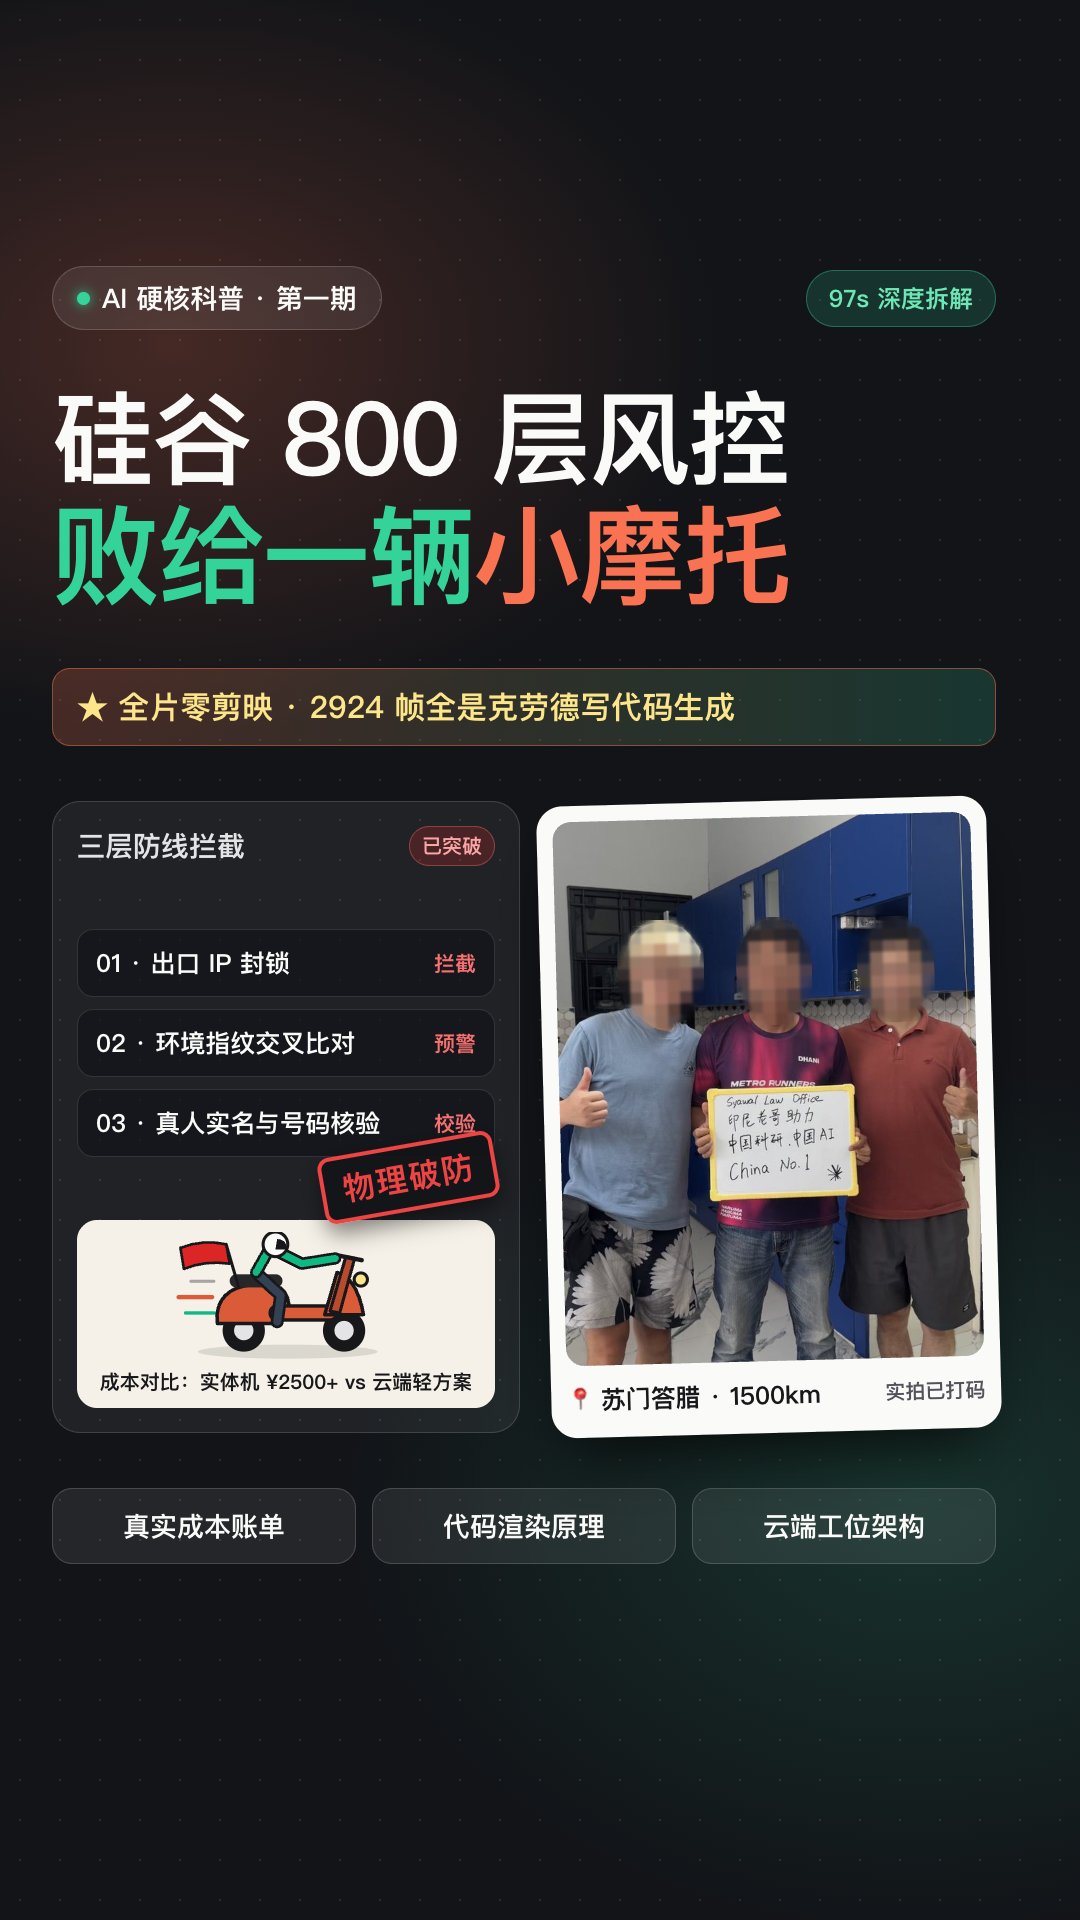 AI 硬核科普 · 第一期
97s 深度拆解
硅谷 800 层风控
败给一辆小摩托
★ 全片零剪映 · 2924 帧全是克劳德写代码生成
三层防线拦截
已突破
01 · 出口 IP 封锁
拦截
02 · 环境指纹交叉比对
预警
03 · 真人实名与号码核验
校验
物理破防
成本对比：实体机 ¥2500+ vs 云端轻方案
DHANI
METRO RUNNERS
Syawal Law Office
印尼老哥助力
中国科研.中国AI
China No.1
苏门答腊 · 1500km
实拍已打码
真实成本账单
代码渲染原理
云端工位架构